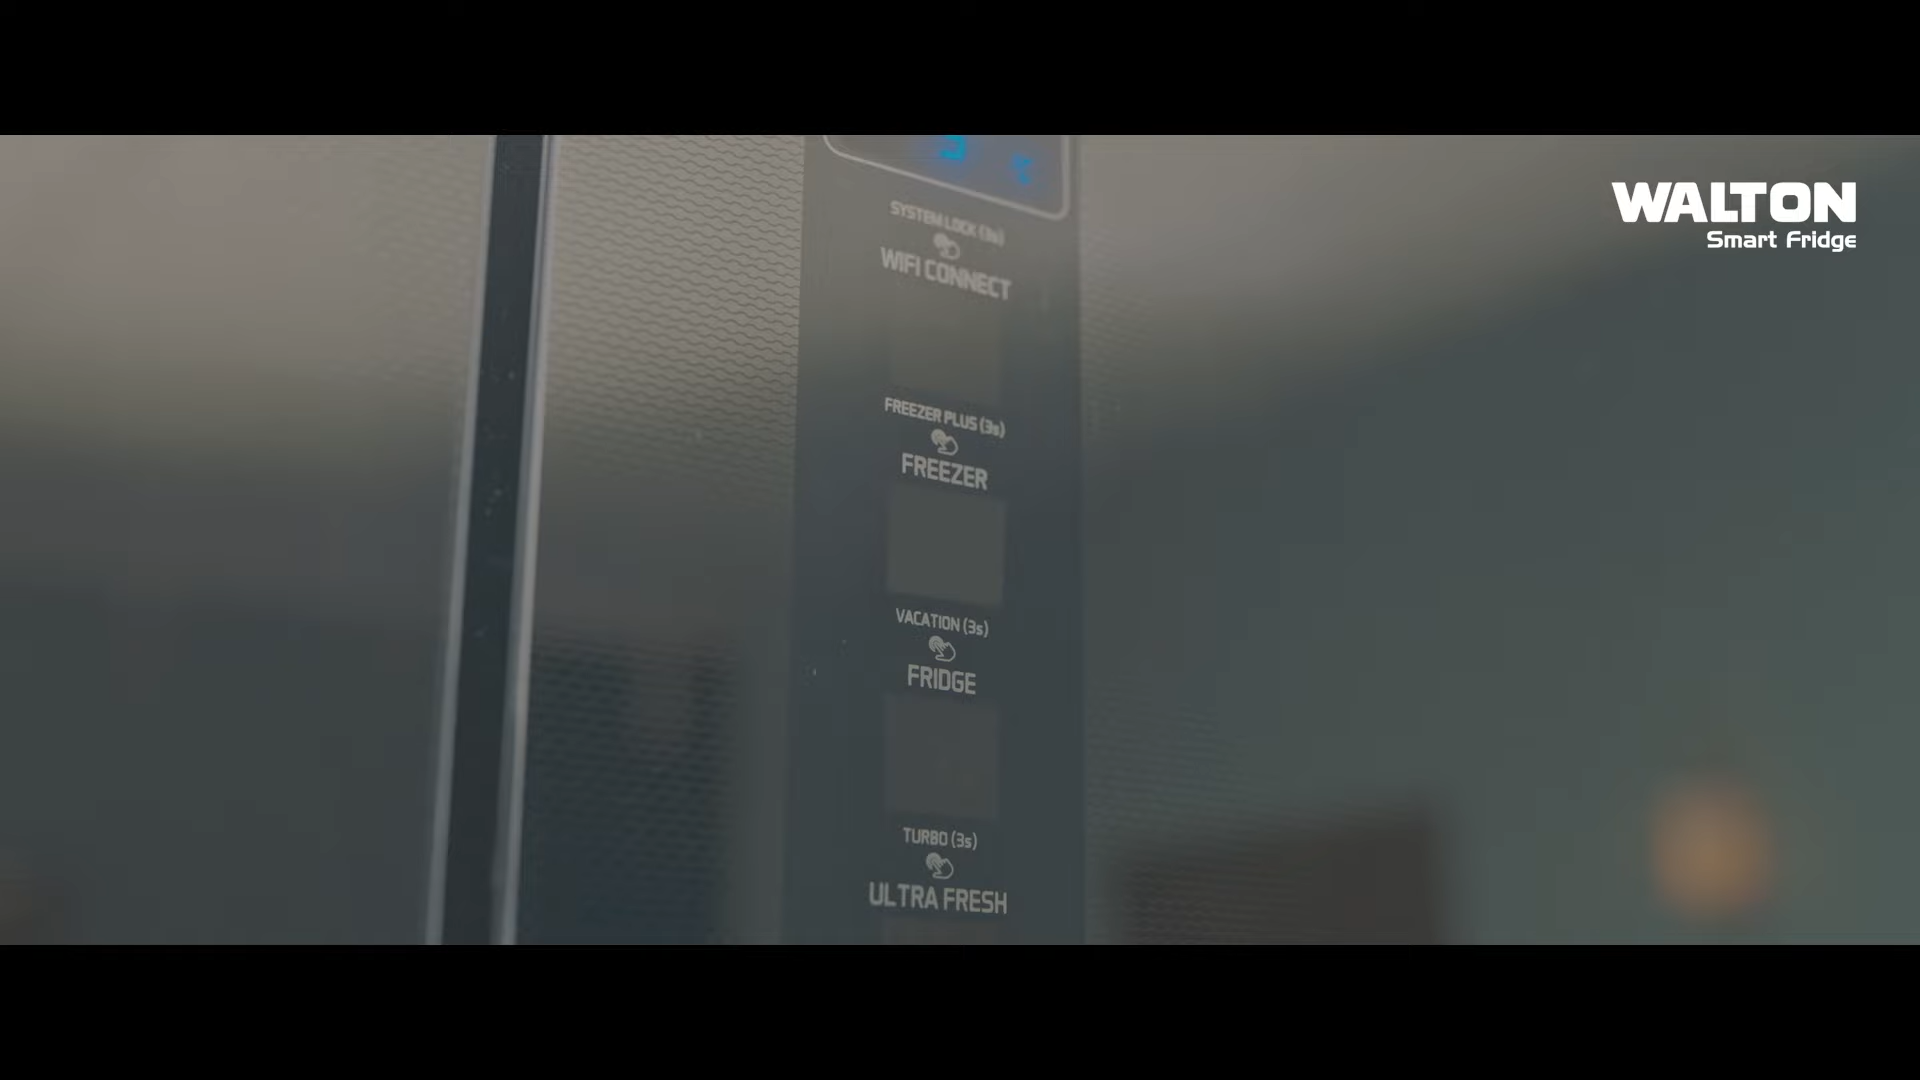 WALTON
Smart Fridge
°C
SYSTEM LOCK (3s)
WIFI CONNECT
FREEZER PLUS (3s)
FREEZER
VACATION (3s)
FRIDGE
TURBO (3s)
ULTRA FRESH